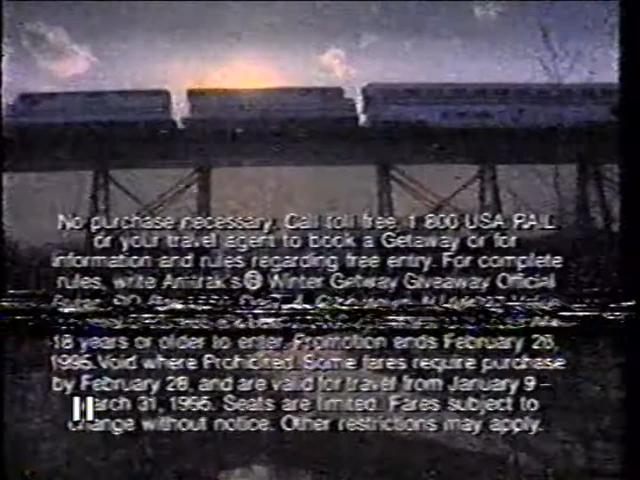 No purchase necessary. Call toll free, 1 800 USA RAIL
or your travel agent to book a Getaway or for
information and rules regarding free entry. For complete
rules, write Amtrak's® Winter Getway Giveaway Official
18 years or older to enter. Promotion ends February 28,
1995. Void where Prohibited. Some fares require purchase
by February 28, and are valid for travel from January 9 –
March 31, 1995. Seats are limited. Fares subject to
change without notice. Other restrictions may apply.